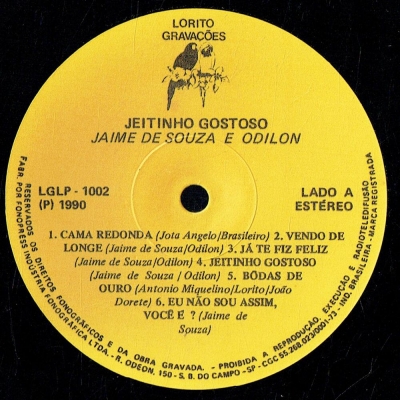 LORITO
GRAVAÇÕES
JEITINHO GOSTOSO
JAIME DE SOUZA E ODILON
LGLP - 1002
(P) 1990
LADO A
ESTÉREO
1. CAMA REDONDA (Jota Angelo/Brasileiro) 2. VENDO DE
LONGE (Jaime de Souza/Odilon) 3. JÁ TE FIZ FELIZ
(Jaime de Souza/Odilon) 4. JEITINHO GOSTOSO
(Jaime de Souza / Odilon) 5. BÔDAS DE
OURO (Antonio Miquelino/Lorito/João
Dorete) 6. EU NÃO SOU ASSIM,
VOCÊ E ? (Jaime de
Souza)
RESERVADOS OS DIREITOS FONOGRÁFICOS E DA OBRA GRAVADA. - PROIBIDA A REPRODUÇÃO, EXECUÇÃO E RADIOTELEDIFUSÃO
FABR. POR FONOPRESS INDÚSTRIA FONOGRÁFICA LTDA. - R. ODEON, 150 - S. B. DO CAMPO - SP - CGC 55.268.023/0001-73 - IND. BRASILEIRA - MARCA REGISTRADA